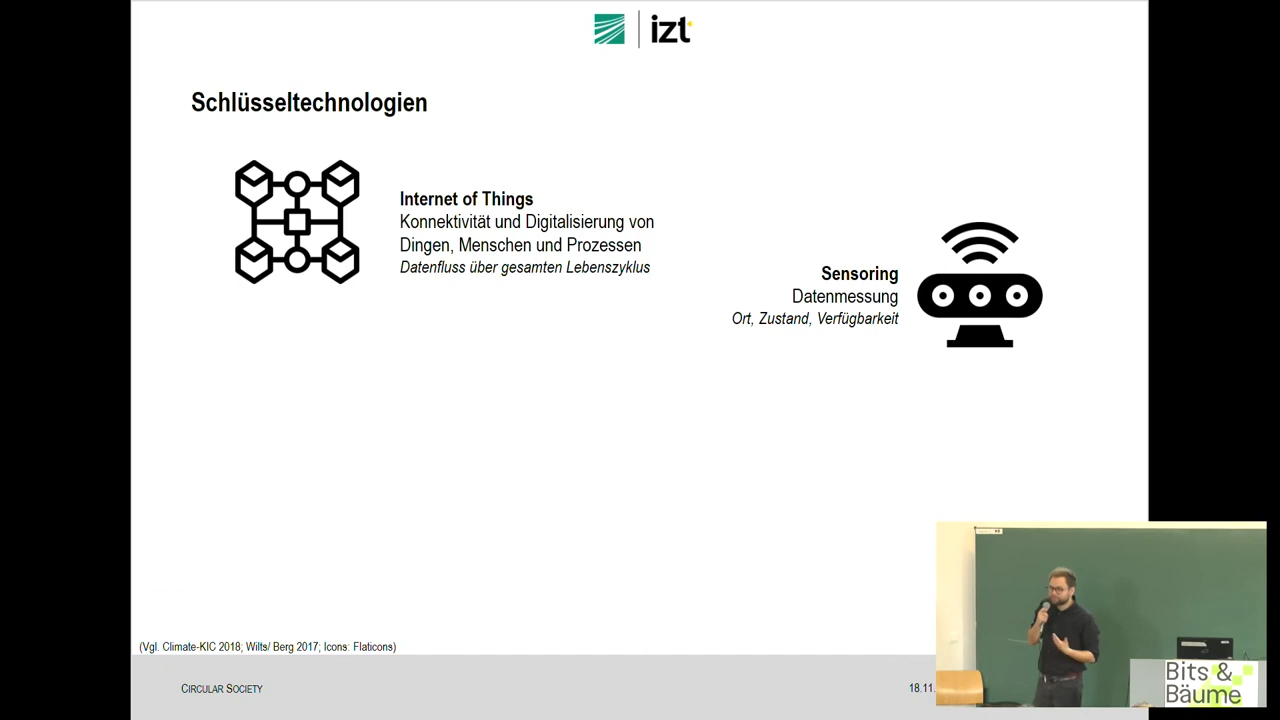 izt
Schlüsseltechnologien
Internet of Things
Konnektivität und Digitalisierung von
Dingen, Menschen und Prozessen
Datenfluss über gesamten Lebenszyklus
Sensoring
Datenmessung
Ort, Zustand, Verfügbarkeit
(Vgl. Climate-KIC 2018; Wilts/ Berg 2017; Icons: Flaticons)
CIRCULAR SOCIETY
18.11.
Bits &
Bäume